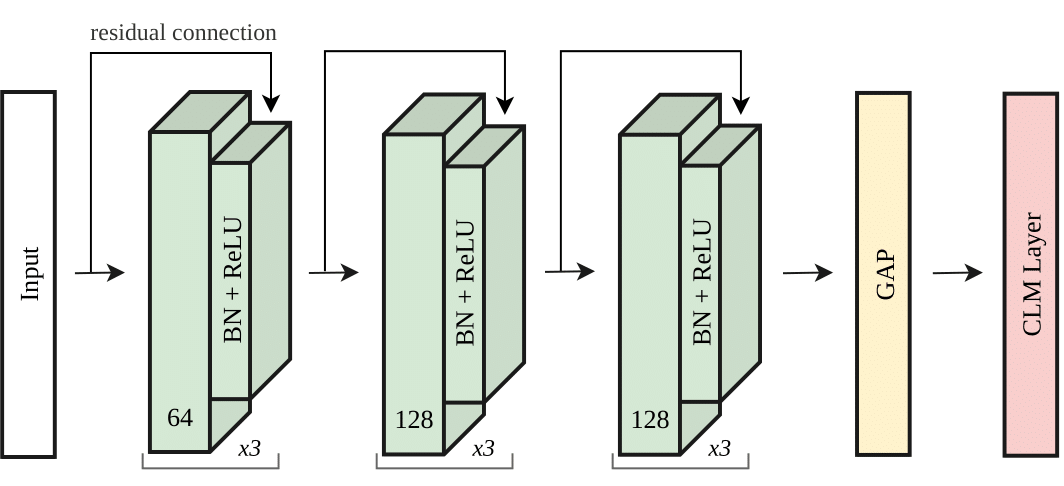 residual connection
Input
64
BN + ReLU
x3
128
BN + ReLU
x3
128
BN + ReLU
x3
GAP
CLM Layer